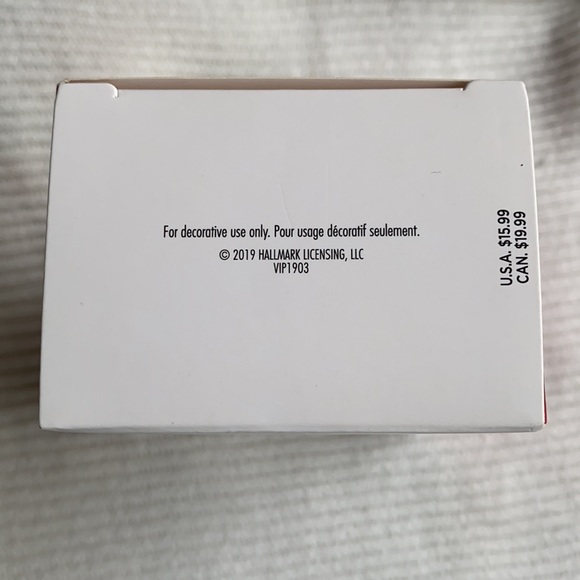 For decorative use only. Pour usage décoratif seulement.
© 2019 HALLMARK LICENSING, LLC
VIP1903
U.S.A. $15.99
CAN. $19.99